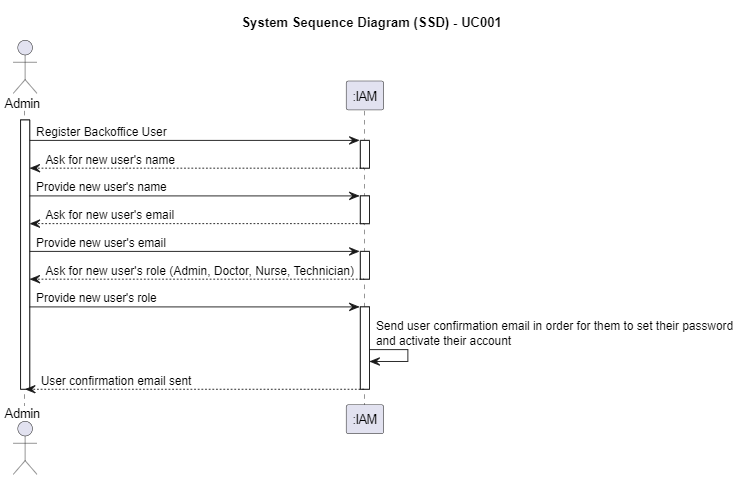 System Sequence Diagram (SSD) - UC001
Admin
:IAM
Register Backoffice User
Ask for new user's name
Provide new user's name
Ask for new user's email
Provide new user's email
Ask for new user's role (Admin, Doctor, Nurse, Technician)
Provide new user's role
Send user confirmation email in order for them to set their password
and activate their account
User confirmation email sent
Admin
:IAM